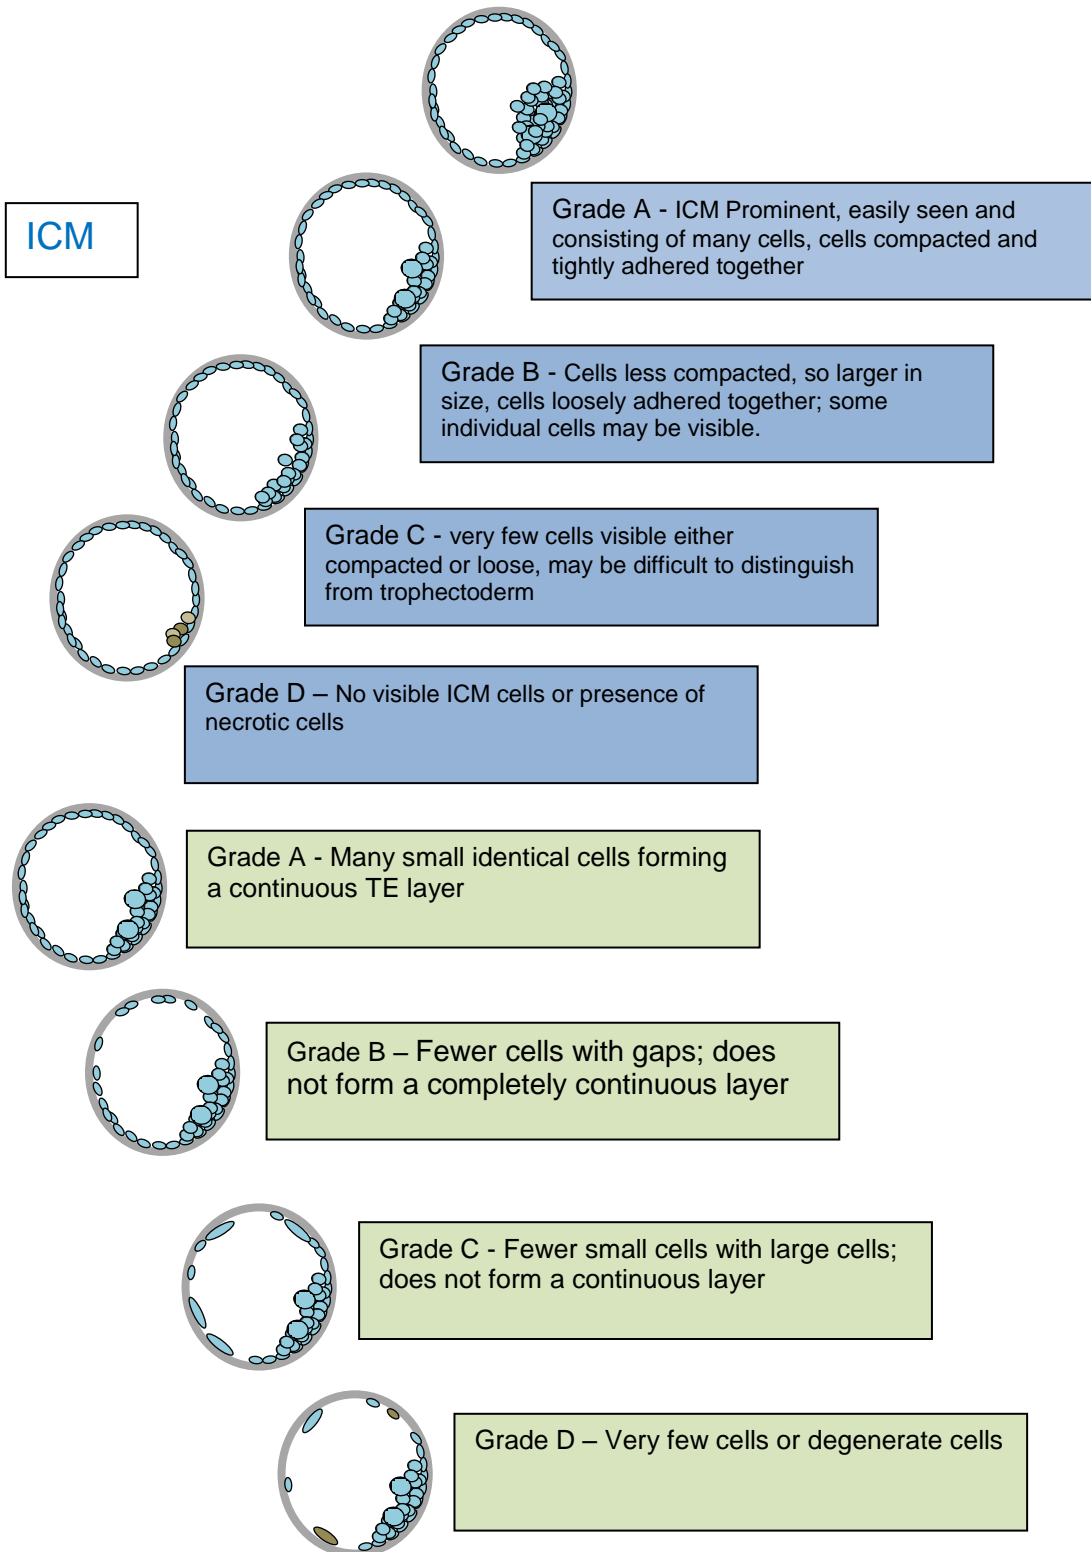 ICM
Grade A - ICM Prominent, easily seen and
consisting of many cells, cells compacted and
tightly adhered together
Grade B - Cells less compacted, so larger in
size, cells loosely adhered together; some
individual cells may be visible.
Grade C - very few cells visible either
compacted or loose, may be difficult to distinguish
from trophectoderm
Grade D – No visible ICM cells or presence of
necrotic cells
Grade A - Many small identical cells forming
a continuous TE layer
Grade B – Fewer cells with gaps; does
not form a completely continuous layer
Grade C - Fewer small cells with large cells;
does not form a continuous layer
Grade D – Very few cells or degenerate cells